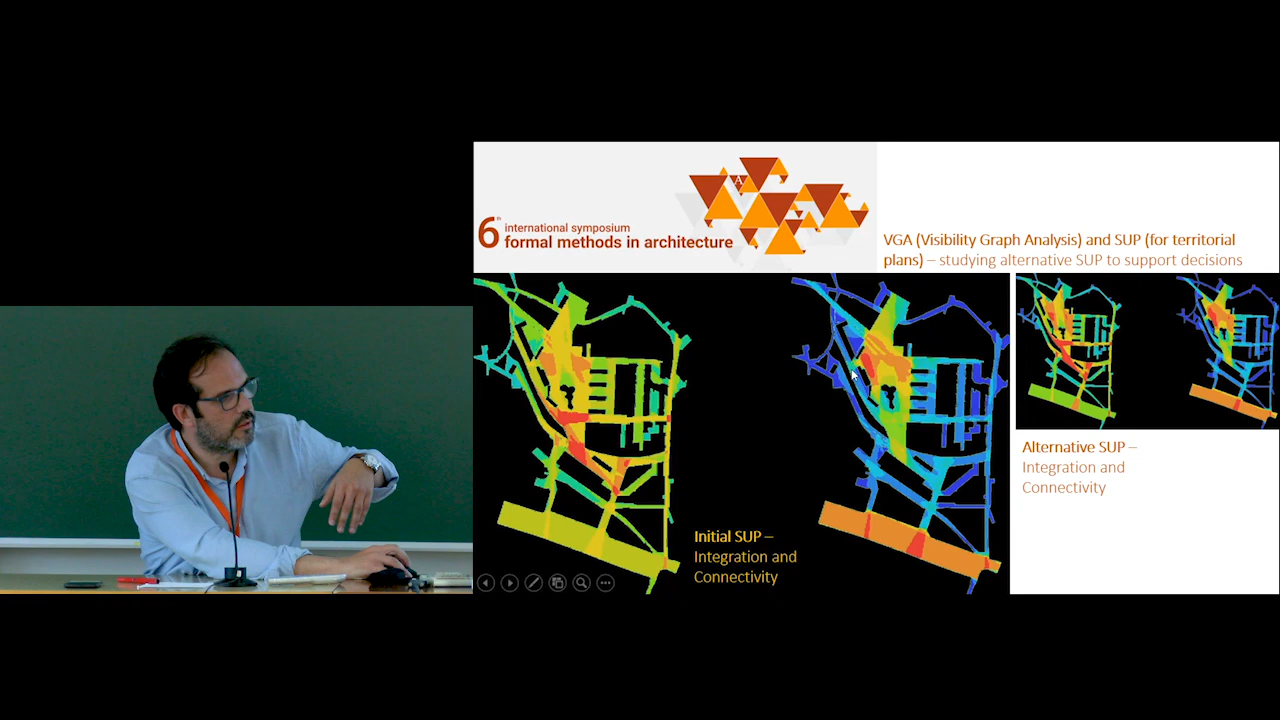 6th international symposium
formal methods in architecture
A
VGA (Visibility Graph Analysis) and SUP (for territorial
plans) – studying alternative SUP to support decisions
Initial SUP –
Integration and
Connectivity
Alternative SUP –
Integration and
Connectivity